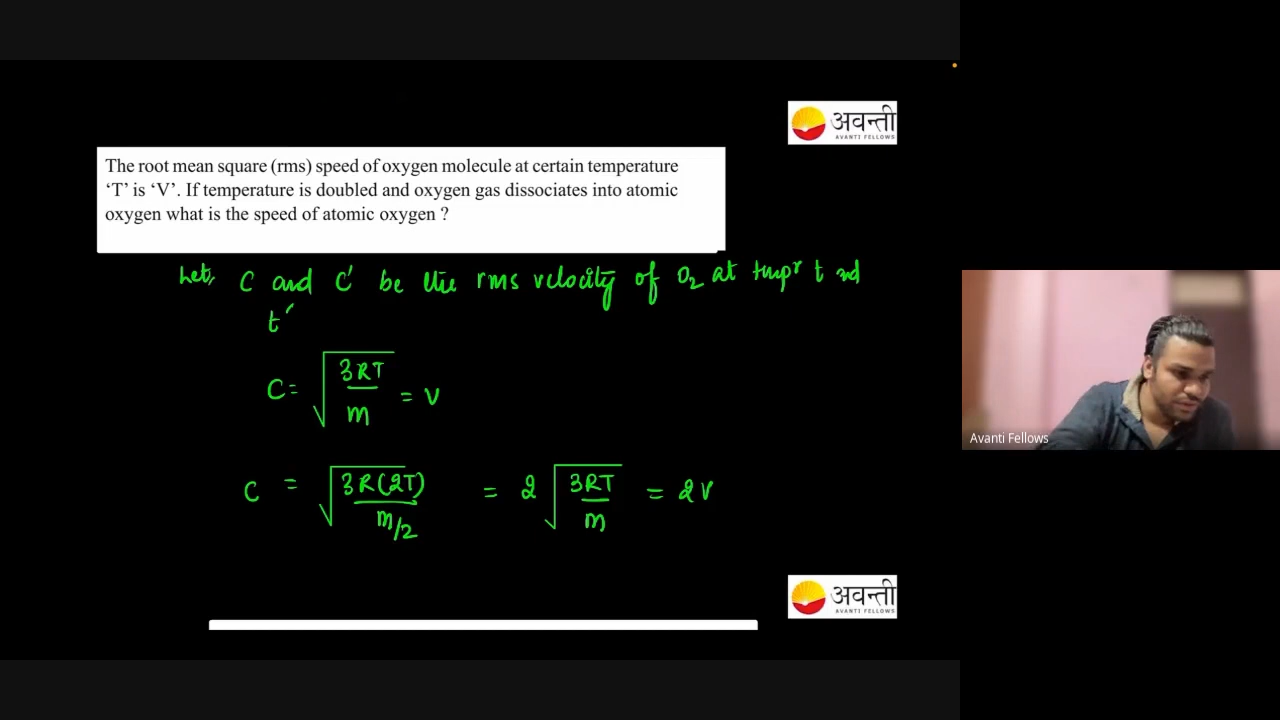 अवन्ती
AVANTI FELLOWS
The root mean square (rms) speed of oxygen molecule at certain temperature
‘T’ is ‘V’. If temperature is doubled and oxygen gas dissociates into atomic
oxygen what is the speed of atomic oxygen ?
Let, C and C' be the rms velocity of O₂ at tmpr t nd
t'
C = √(3RT/m) = V
C = √(3R(2T)/(m/2)) = 2√(3RT/m) = 2V
Avanti Fellows
अवन्ती
AVANTI FELLOWS